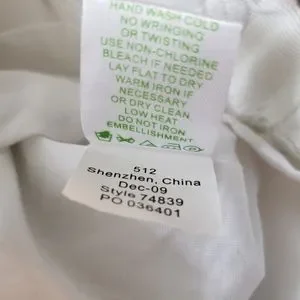 HAND WASH COLD
NO WRINGING
OR TWISTING
USE NON-CHLORINE
BLEACH IF NEEDED
LAY FLAT TO DRY
WARM IRON IF
NECESSARY
OR DRY CLEAN
LOW HEAT
DO NOT IRON
EMBELLISHMENT
512
Shenzhen, China
Dec-09
Style 74839
PO 036401